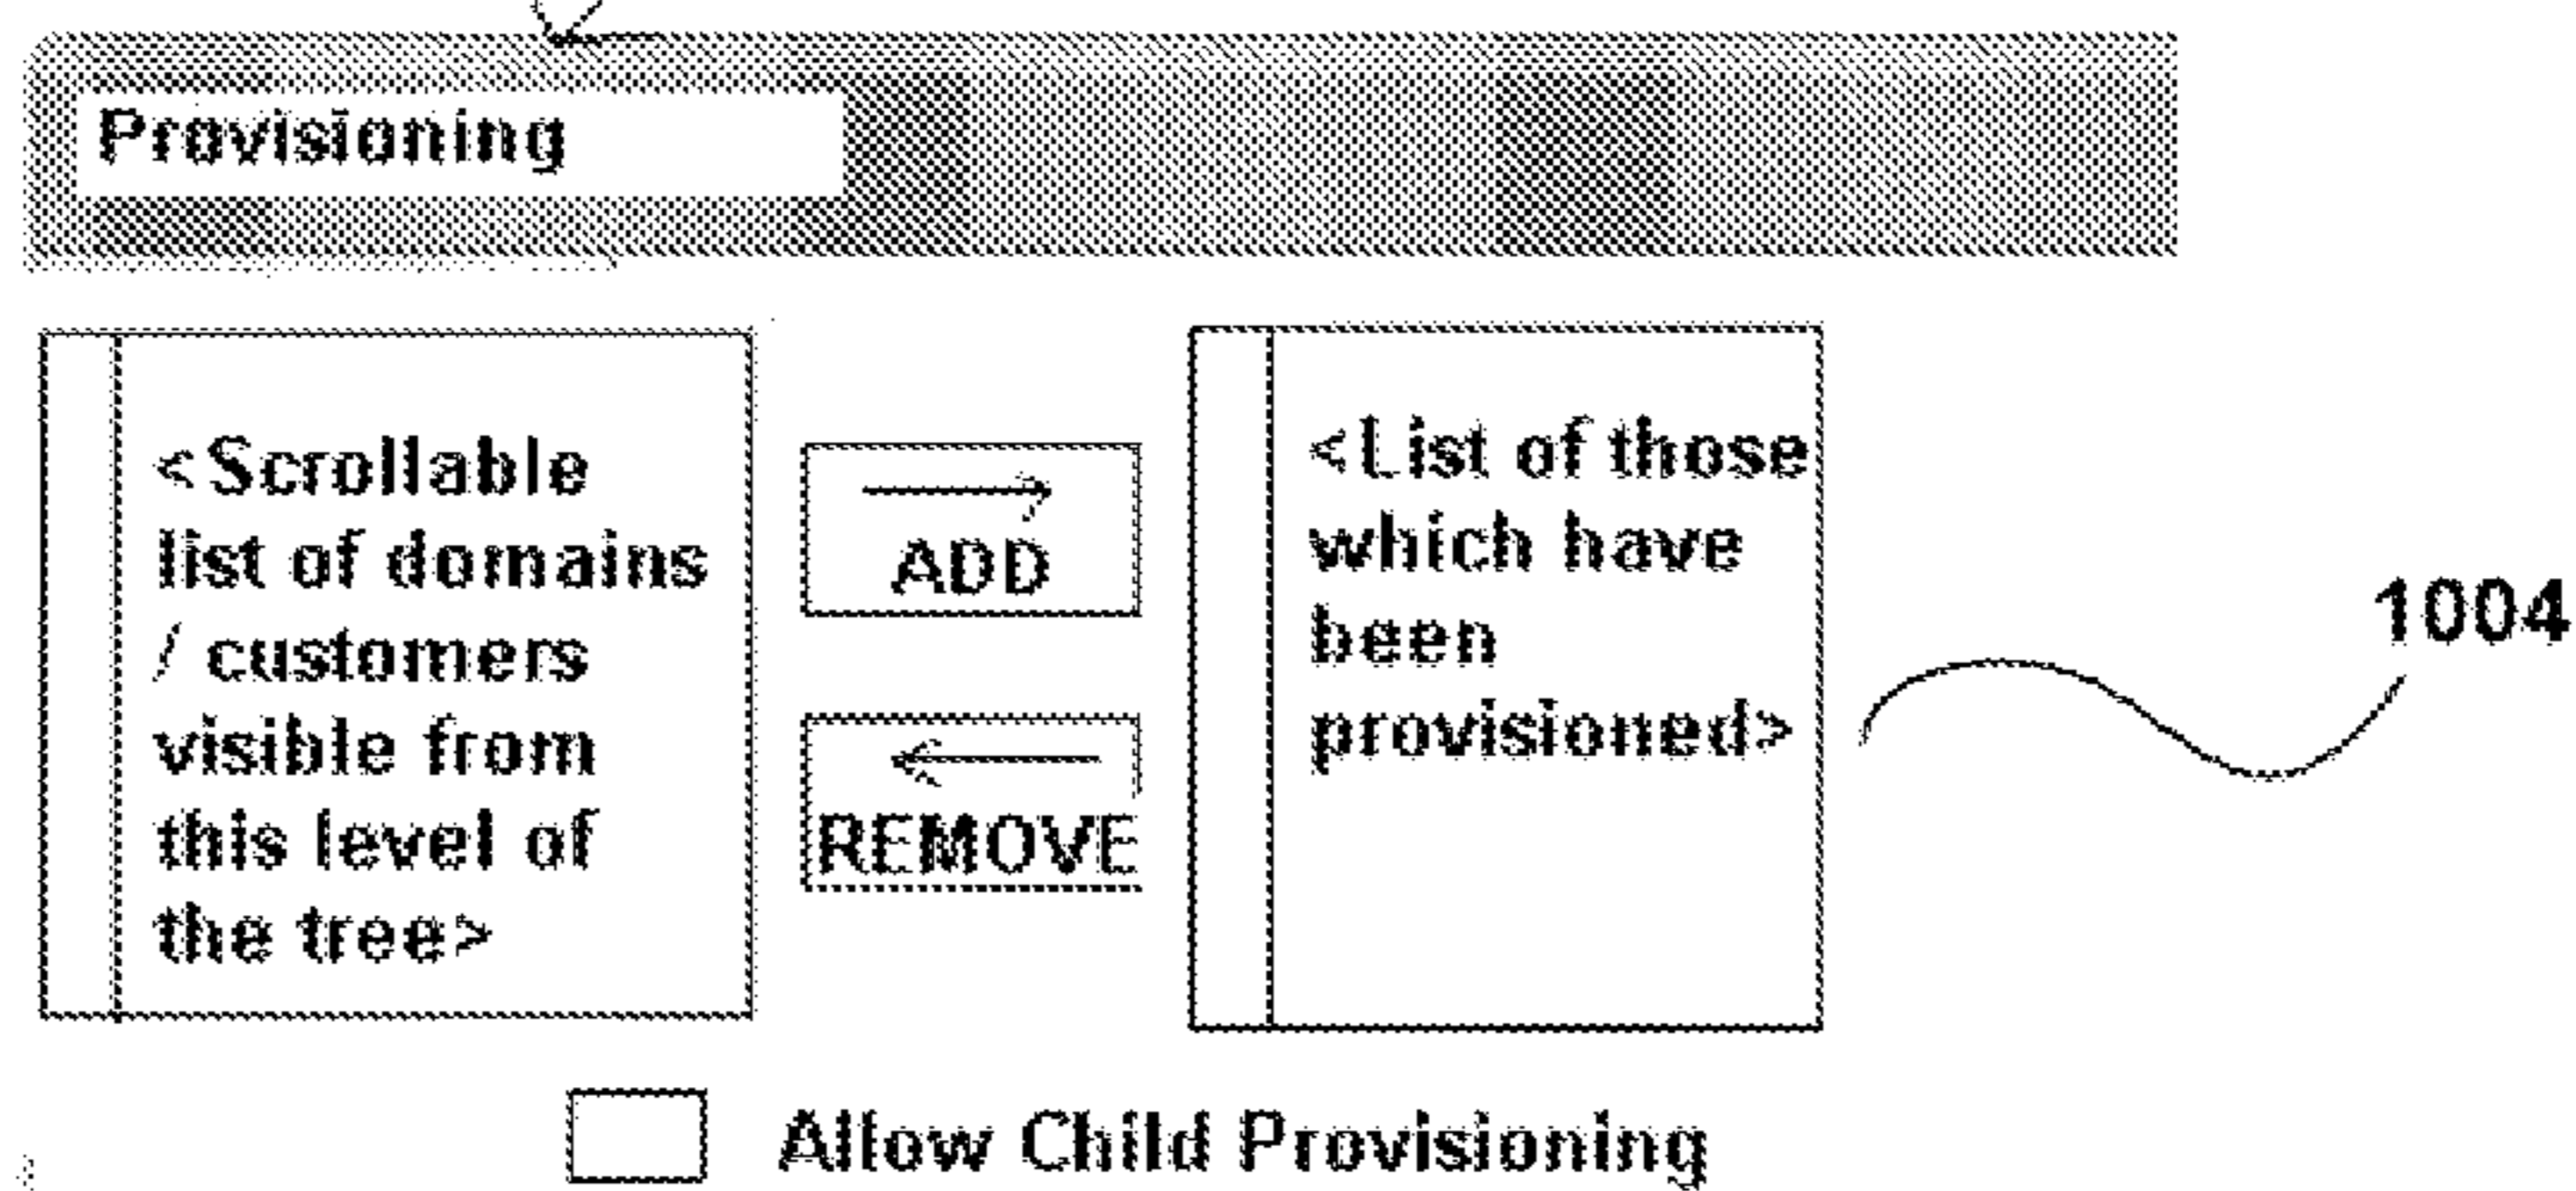 Provisioning
<Scrollable
list of domains
/ customers
visible from
this level of
the tree>
ADD
REMOVE
<List of those
which have
been
provisioned>
1004
Allow Child Provisioning